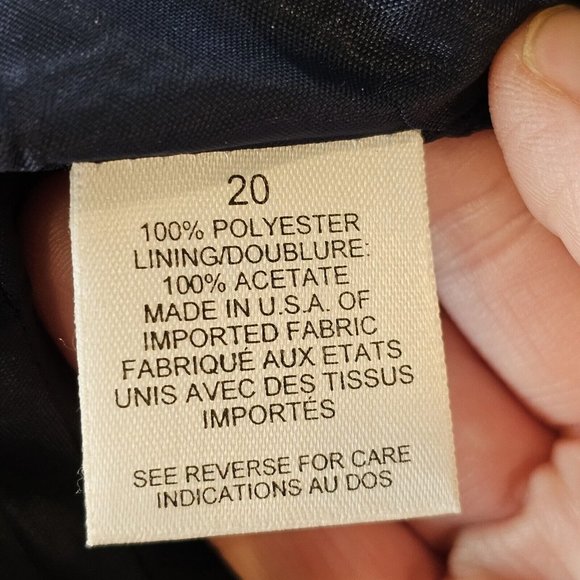 20
100% POLYESTER
LINING/DOUBLURE:
100% ACETATE
MADE IN U.S.A. OF
IMPORTED FABRIC
FABRIQUÉ AUX ETATS
UNIS AVEC DES TISSUS
IMPORTÉS
SEE REVERSE FOR CARE
INDICATIONS AU DOS